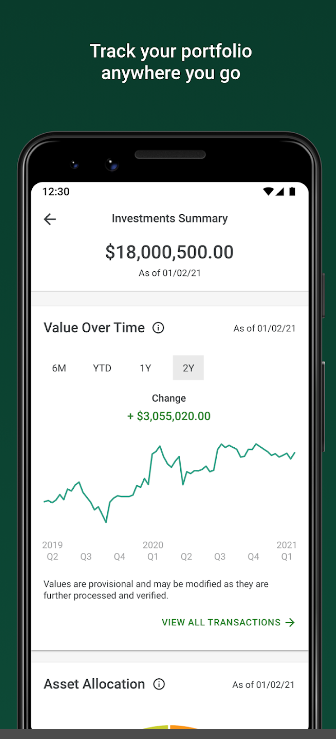 Track your portfolio
anywhere you go
12:30
Investments Summary
$18,000,500.00
As of 01/02/21
Value Over Time
As of 01/02/21
6M YTD 1Y 2Y
Change
+ $3,055,020.00
2019 2020 2021
Q2 Q3 Q4 Q1 Q2 Q3 Q4 Q1
Values are provisional and may be modified as they are
further processed and verified.
VIEW ALL TRANSACTIONS
Asset Allocation
As of 01/02/21